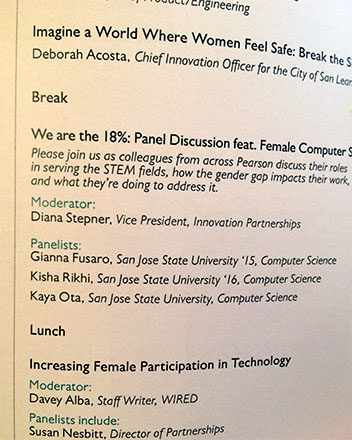 of Product/Engineering
Imagine a World Where Women Feel Safe: Break the
Deborah Acosta, Chief Innovation Officer for the City of San
Break
We are the 18%: Panel Discussion feat. Female Computer
Please join us as colleagues from across Pearson discuss their roles
in serving the STEM fields, how the gender gap impacts their work,
and what they're doing to address it.
Moderator:
Diana Stepner, Vice President, Innovation Partnerships
Panelists:
Gianna Fusaro, San Jose State University '15, Computer Science
Kisha Rikhi, San Jose State University '16, Computer Science
Kaya Ota, San Jose State University, Computer Science
Lunch
Increasing Female Participation in Technology
Moderator:
Davey Alba, Staff Writer, WIRED
Panelists include:
Susan Nesbitt, Director of Partnerships